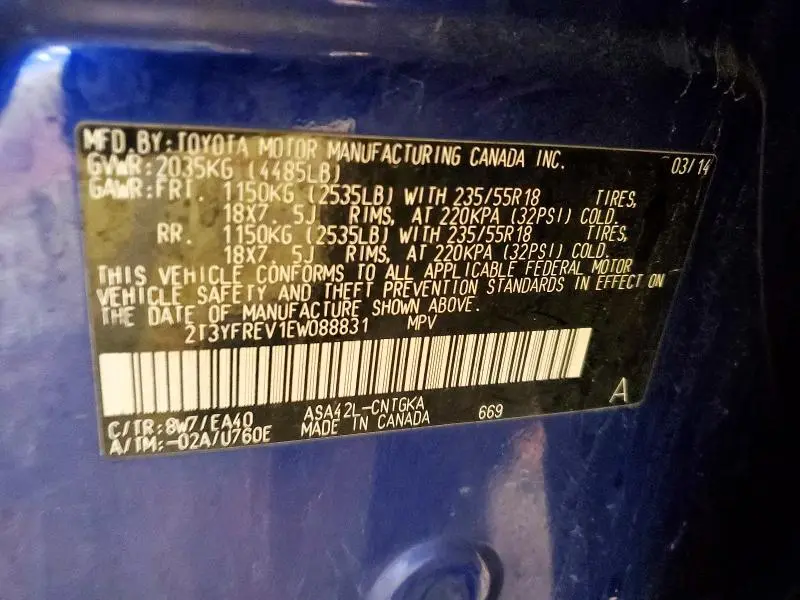 MFD.BY:TOYOTA MOTOR MANUFACTURING CANADA INC. 03/14
GVWR:2035KG (4485LB)
GAWR:FRT. 1150KG (2535LB) WITH 235/55R18 TIRES,
18X7. 5J RIMS, AT 220KPA (32PSI) COLD.
RR. 1150KG (2535LB) WITH 235/55R18 TIRES,
18X7. 5J RIMS, AT 220KPA (32PSI) COLD.
THIS VEHICLE CONFORMS TO ALL APPLICABLE FEDERAL MOTOR
VEHICLE SAFETY AND THEFT PREVENTION STANDARDS IN EFFECT ON
THE DATE OF MANUFACTURE SHOWN ABOVE.
2T3YFREV1EW088831 MPV
A
C/TR:8W7/EA40 ASA42L-CNTGKA 669
A/TM:-02A/U760E MADE IN CANADA